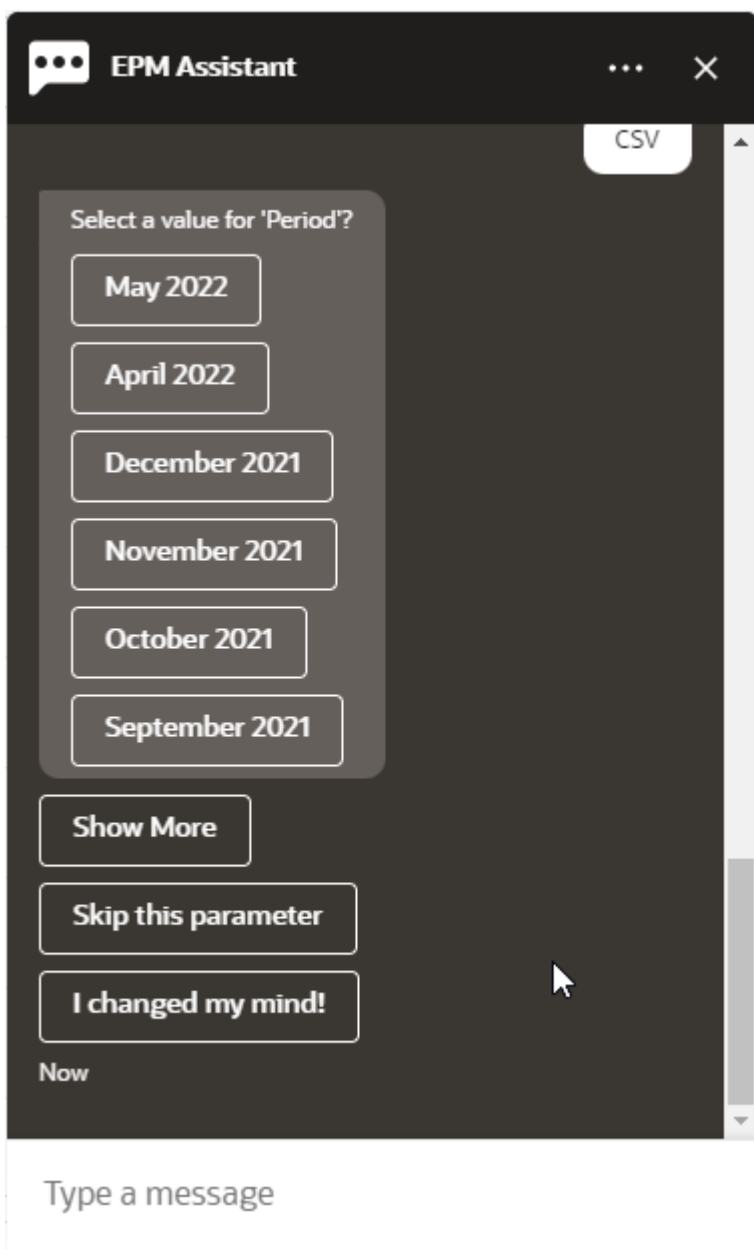 EPM Assistant
CSV
Select a value for 'Period'?
May 2022
April 2022
December 2021
November 2021
October 2021
September 2021
Show More
Skip this parameter
I changed my mind!
Now
Type a message